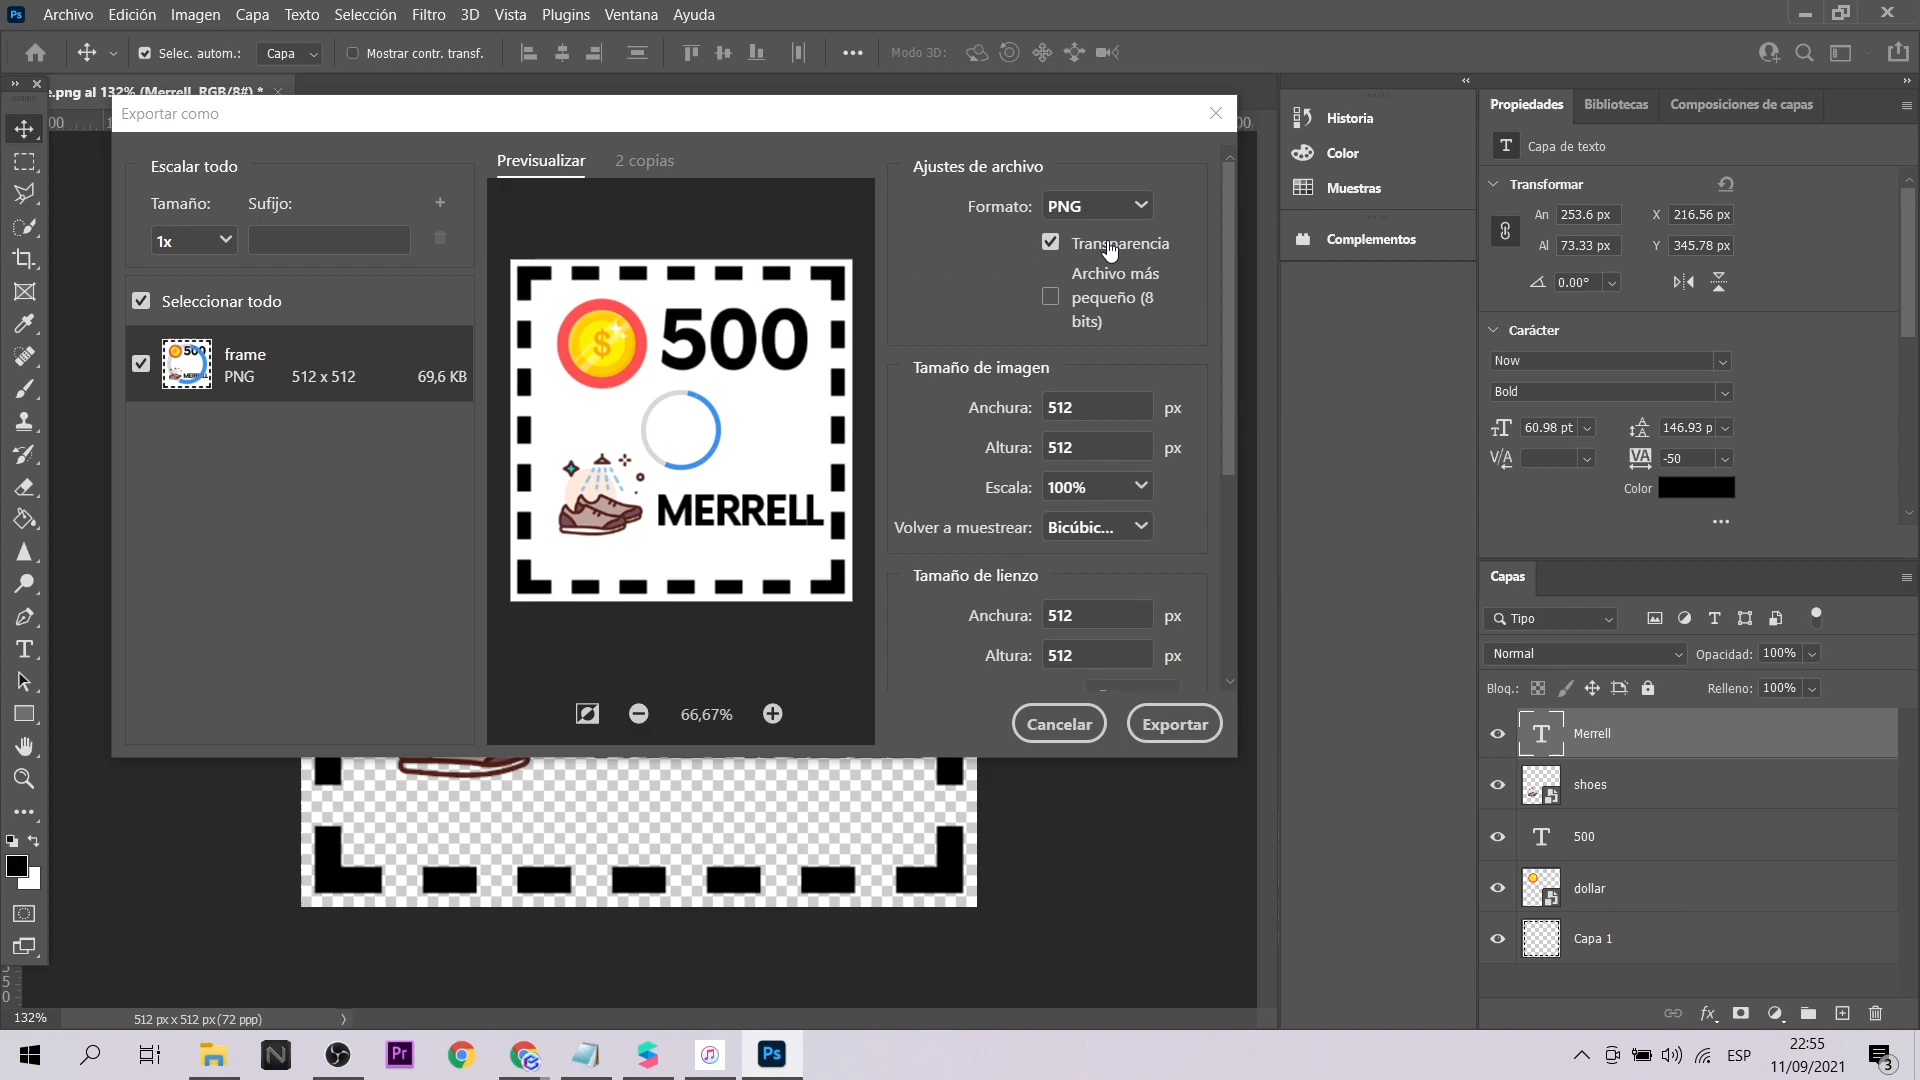 Ps Archivo Edición Imagen Capa Texto Selección Filtro 3D Vista Plugins Ventana Ayuda
Selec. autom.: Capa Mostrar contr. transf. Modo 3D:
e.png al 132% (Merrell, RGB/8#) *
Exportar como
Escalar todo
Tamaño: Sufijo:
1x
Seleccionar todo
frame
PNG 512 x 512 69,6 KB
Previsualizar 2 copias
500
MERRELL
66,67%
Ajustes de archivo
Formato: PNG
Transparencia
Archivo más
pequeño (8
bits)
Tamaño de imagen
Anchura: 512 px
Altura: 512 px
Escala: 100%
Volver a muestrear: Bicúbic...
Tamaño de lienzo
Anchura: 512 px
Altura: 512 px
Cancelar Exportar
Historia
Color
Muestras
Complementos
Propiedades Bibliotecas Composiciones de capas
T Capa de texto
Transformar
An 253.6 px X 216.56 px
Al 73.33 px Y 345.78 px
0.00°
Carácter
Now
Bold
60.98 pt 146.93 p
-50
Color
Capas
Tipo
Normal Opacidad: 100%
Bloq.: Relleno: 100%
T Merrell
shoes
T 500
dollar
Capa 1
132% 512 px x 512 px (72 ppp)
Pr Ps
ESP
22:55
11/09/2021
3